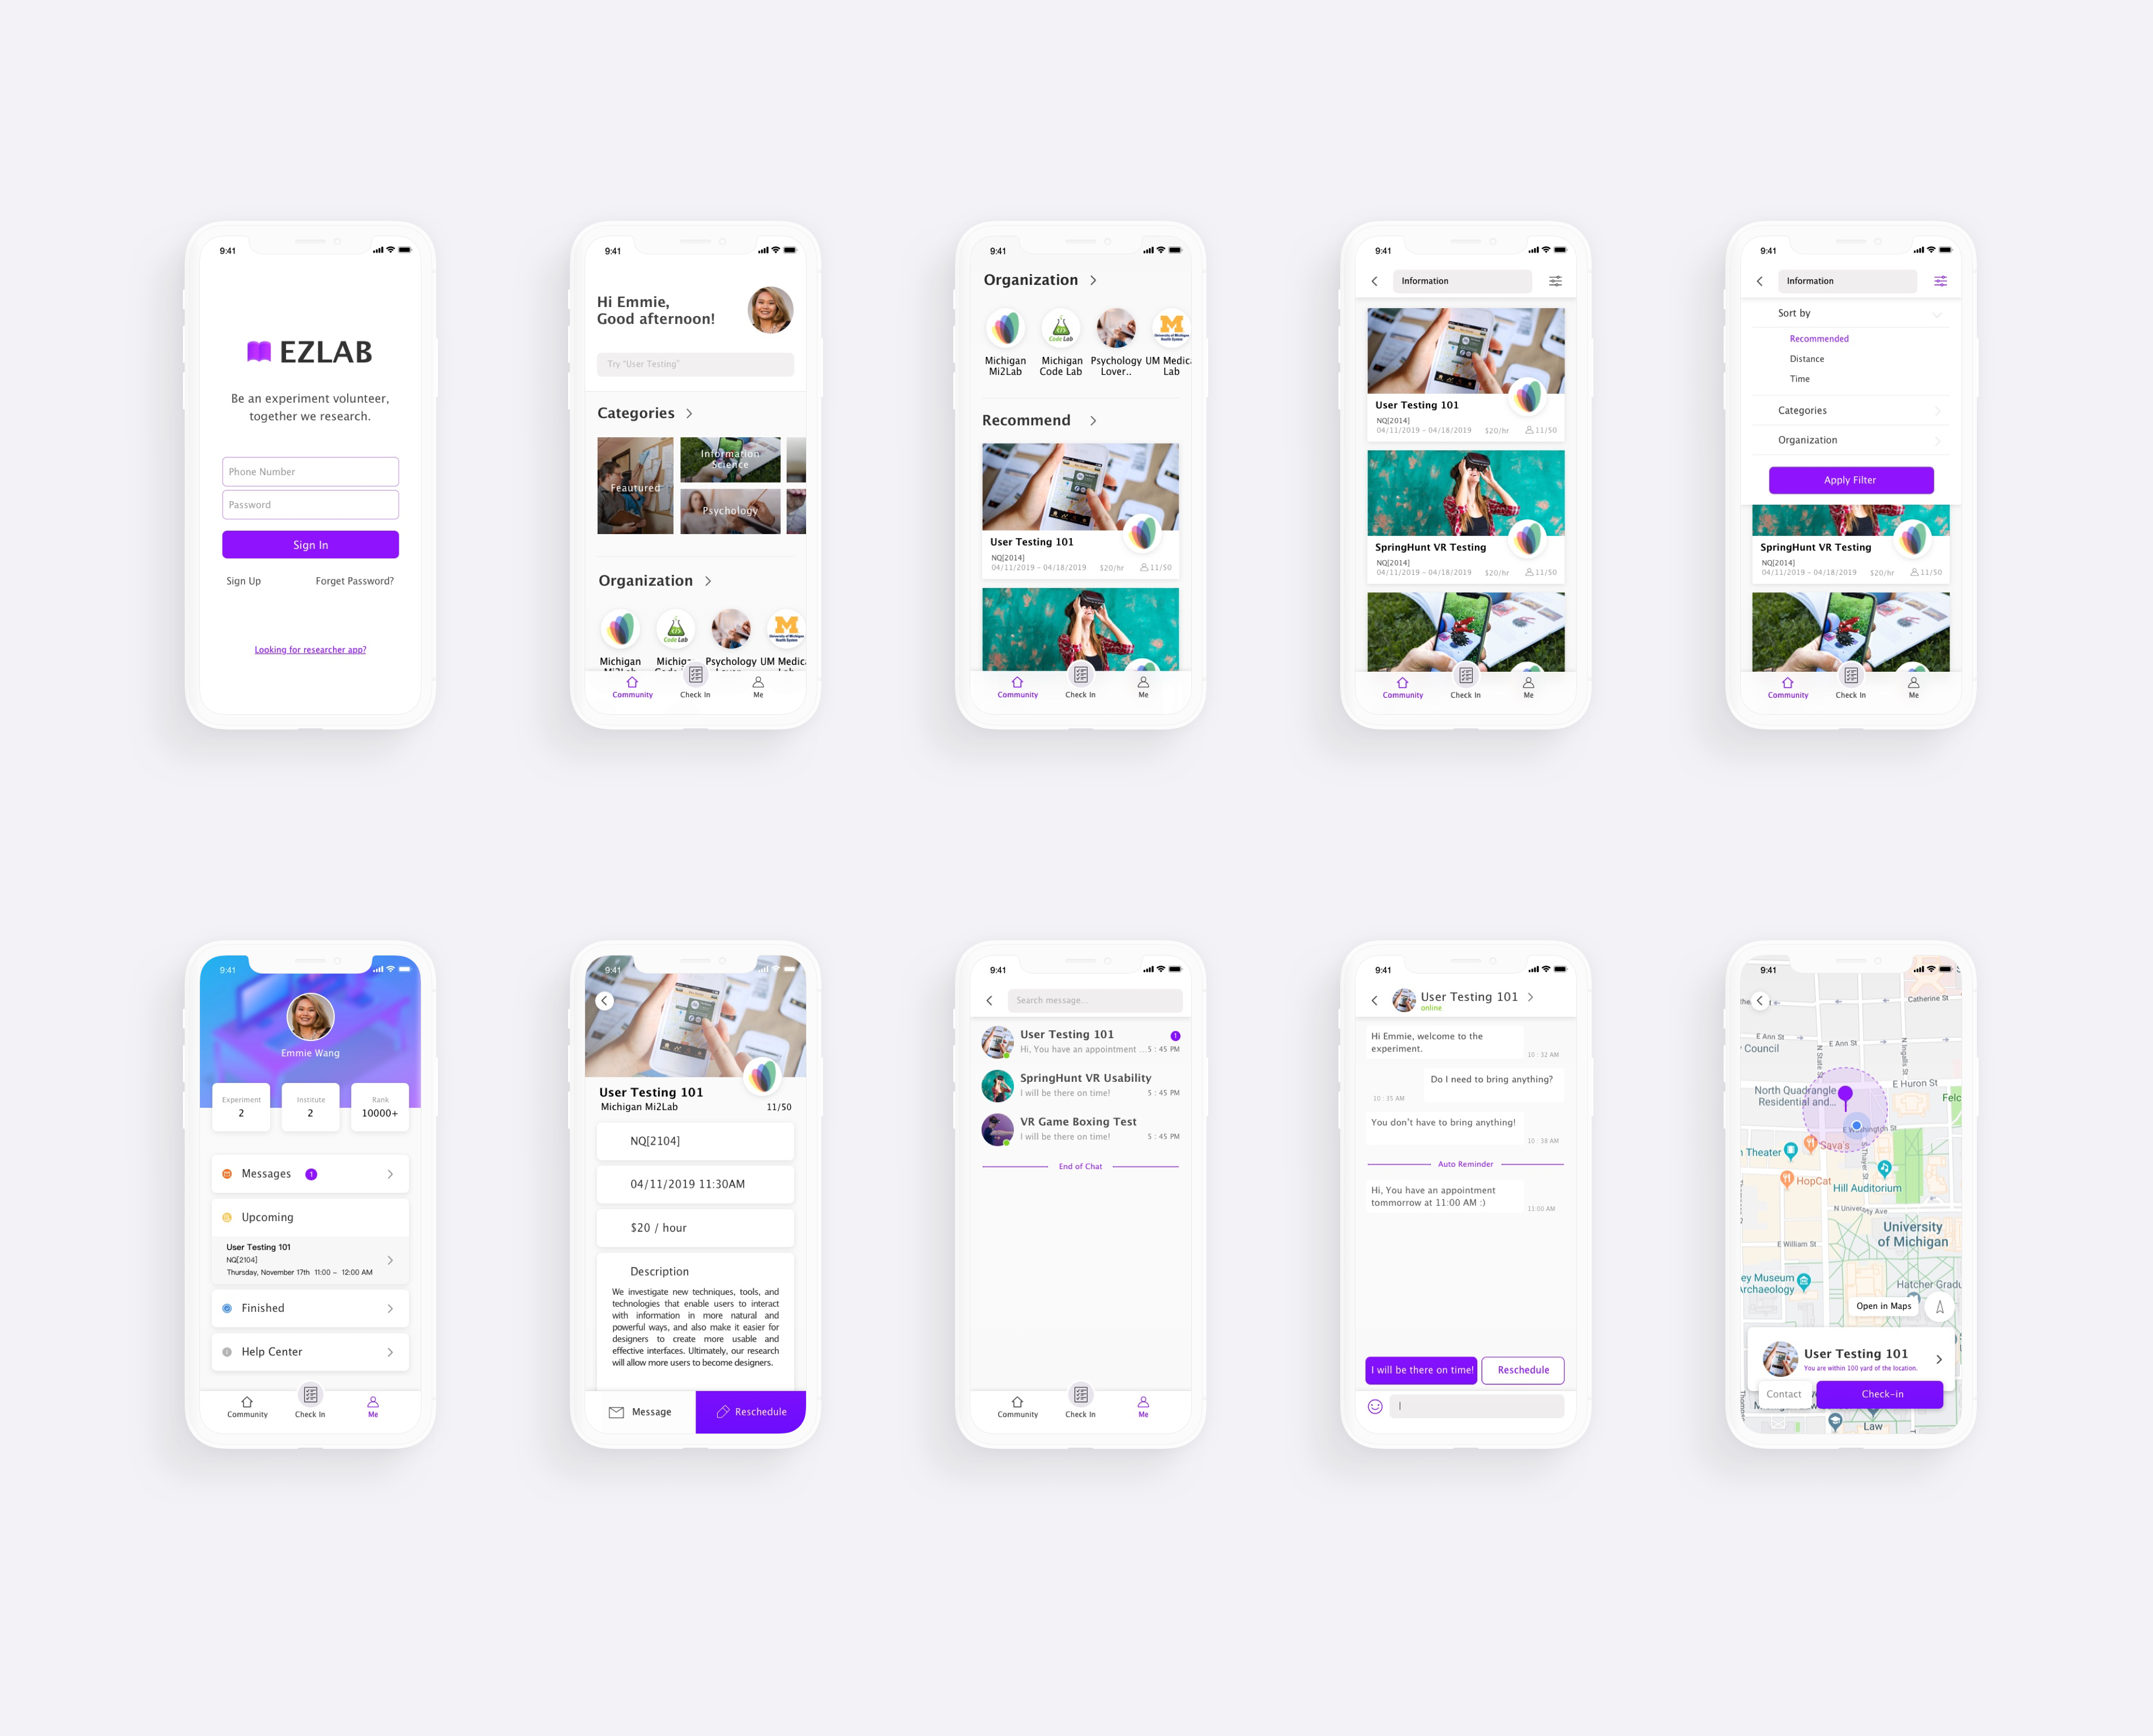 9:41
EZLAB
Be an experiment volunteer,
together we research.
Phone Number
Password
Sign In
Sign Up
Forget Password?
Looking for researcher app?
9:41
Hi Emmie,
Good afternoon!
Try "User Testing"
Categories
Feautured
Information
Science
Psychology
Organization
Michigan
Michigan
Psychology
UM Medica
Community
Check In
Me
9:41
Organization
Code Lab
University of Michigan
Health System
Michigan
Mi2Lab
Michigan
Code Lab
Psychology
Lover..
UM Medica
Lab
Recommend
User Testing 101
NQ[2014]
04/11/2019 – 04/18/2019 $20/hr 11/50
Community
Check In
Me
9:41
Information
User Testing 101
NQ[2014]
04/11/2019 – 04/18/2019 $20/hr 11/50
SpringHunt VR Testing
NQ[2014]
04/11/2019 – 04/18/2019 $20/hr 11/50
Community
Check In
Me
9:41
Information
Sort by
Recommended
Distance
Time
Categories
Organization
Apply Filter
SpringHunt VR Testing
NQ[2014]
04/11/2019 – 04/18/2019 $20/hr 11/50
Community
Check In
Me
9:41
Emmie Wang
Experiment
2
Institute
2
Rank
10000+
Messages 1
Upcoming
User Testing 101
NQ[2104]
Thursday, November 17th 11:00 – 12:00 AM
Finished
Help Center
Community
Check In
Me
9:41
User Testing 101
Michigan Mi2Lab 11/50
NQ[2104]
04/11/2019 11:30AM
$20 / hour
Description
We investigate new techniques, tools, and
technologies that enable users to interact
with information in more natural and
powerful ways, and also make it easier for
designers to create more usable and
effective interfaces. Ultimately, our research
will allow more users to become designers.
Message
Reschedule
9:41
Search message...
User Testing 101 1
Hi, You have an appointment ... 5 : 45 PM
SpringHunt VR Usability
I will be there on time! 5 : 45 PM
VR Game Boxing Test
I will be there on time! 5 : 45 PM
End of Chat
Community
Check In
Me
9:41
User Testing 101
online
Hi Emmie, welcome to the
experiment.
10 : 32 AM
Do I need to bring anything?
10 : 35 AM
You don't have to bring anything!
10 : 38 AM
Auto Reminder
Hi, You have an appointment
tommorrow at 11:00 AM :)
11:00 AM
I will be there on time!
Reschedule
9:41
Catherine St
E Ann St
E Ann St
Council
N State St
N Ingalls St
E Huron St
North Quadrangle
Residential and...
Felc
E Washington St
Sava's
Theater
Thayer St
HopCat
Hill Auditorium
N University Ave
University
of Michigan
E William St
ey Museum
Archaeology
Hatcher Gradu
Open in Maps
User Testing 101
You are within 100 yard of the location.
Contact
Check-in
Law